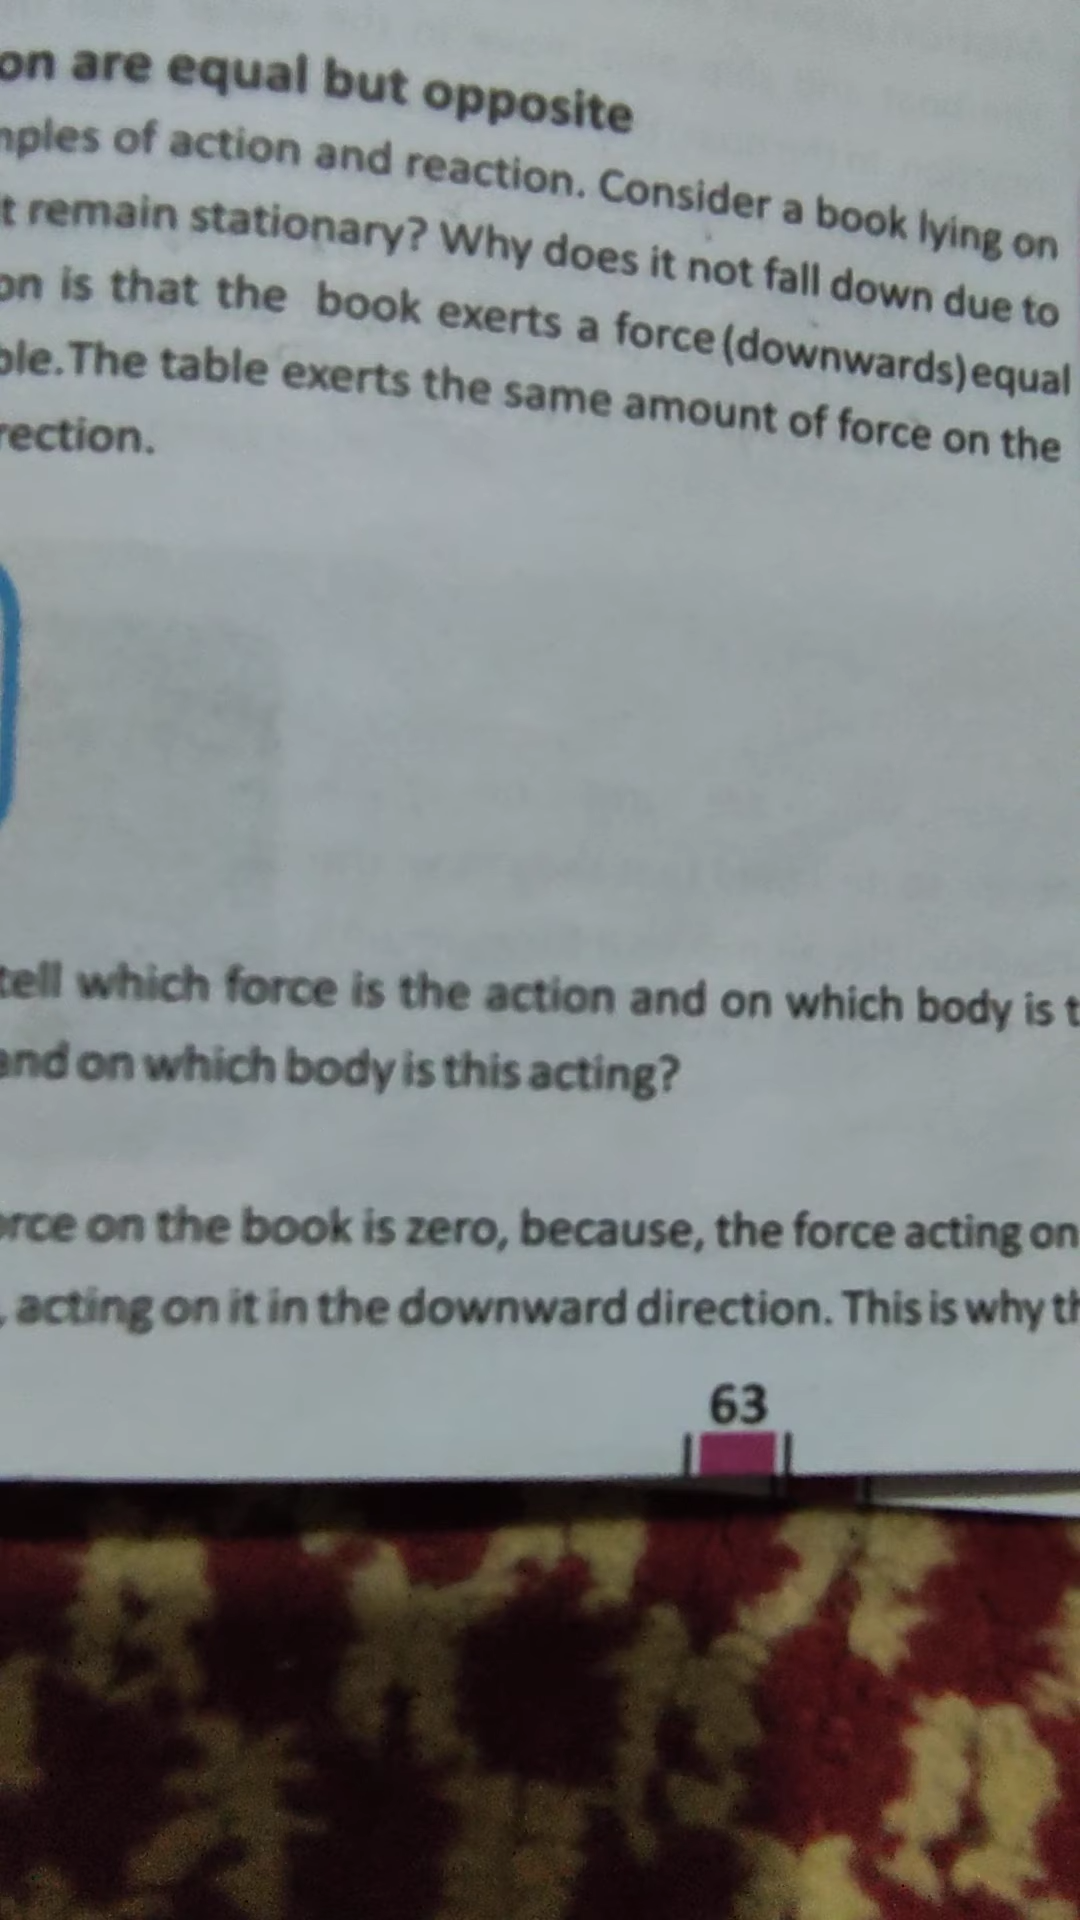 on are equal but opposite
mples of action and reaction. Consider a book lying on
t remain stationary? Why does it not fall down due to
on is that the book exerts a force (downwards) equal
ble. The table exerts the same amount of force on the
rection.
tell which force is the action and on which body is t
and on which body is this acting?
orce on the book is zero, because, the force acting on
, acting on it in the downward direction. This is why th
63